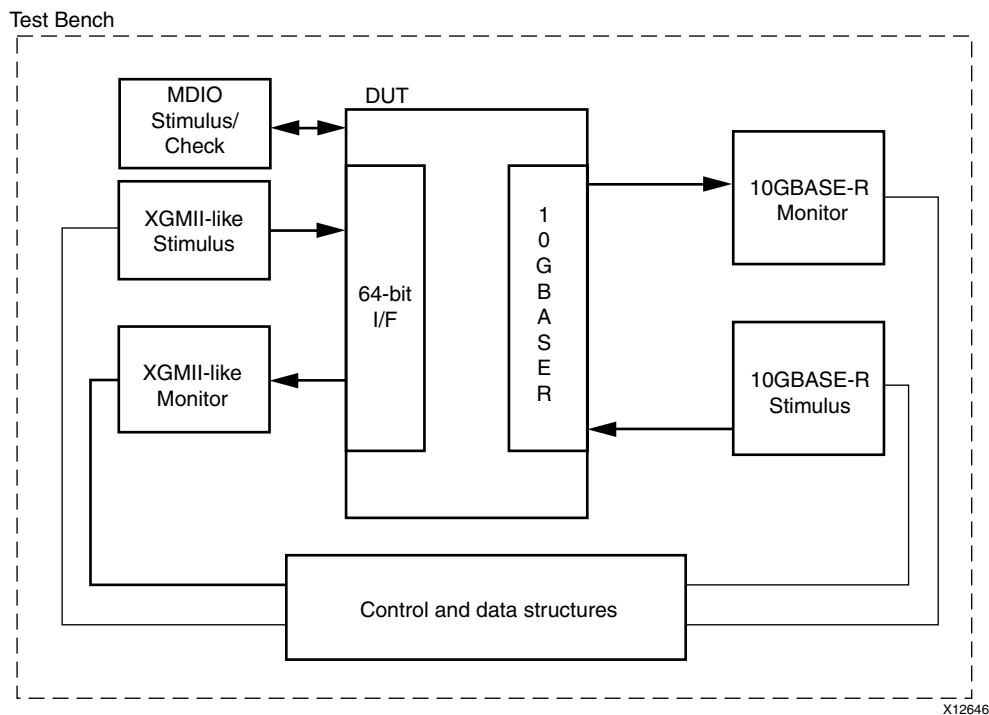 Test Bench
MDIO
Stimulus/
Check
DUT
XGMII-like
Stimulus
XGMII-like
Monitor
64-bit
I/F
1
0
G
B
A
S
E
R
10GBASE-R
Monitor
10GBASE-R
Stimulus
Control and data structures
X12646